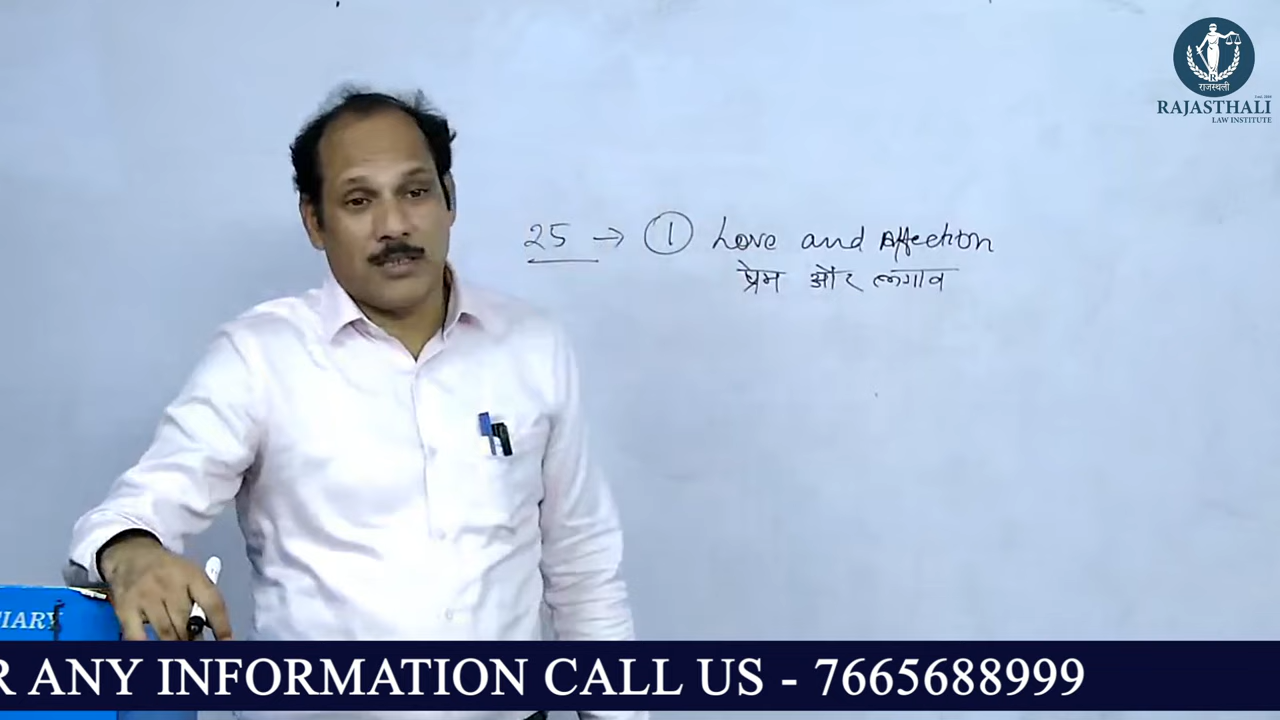 राजस्थली
RAJASTHALI
LAW INSTITUTE
25 → ① Love and Affection
प्रेम और लगाव
IARY
R ANY INFORMATION CALL US - 7665688999